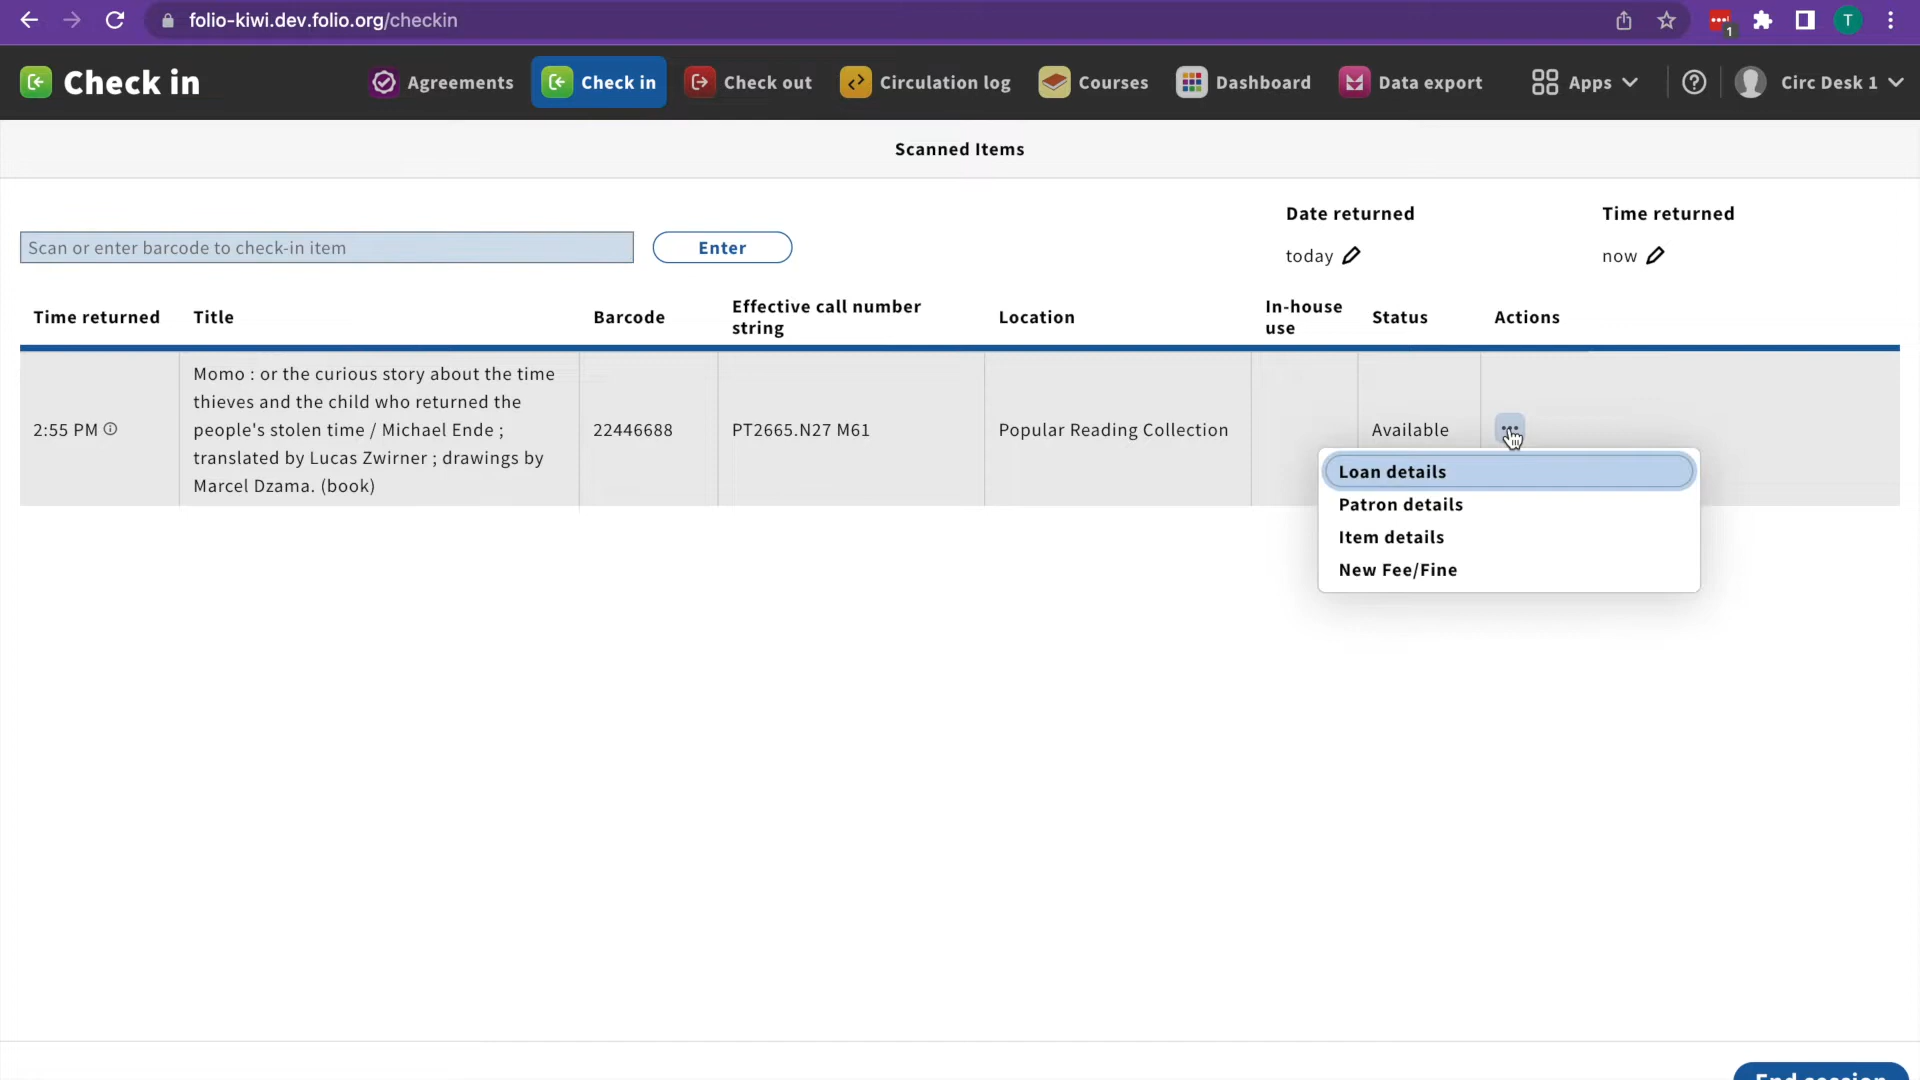 folio-kiwi.dev.folio.org/checkin
1
T
Check in
Agreements
Check in
Check out
Circulation log
Courses
Dashboard
Data export
Apps
Circ Desk 1
Scanned Items
Date returned
Time returned
Scan or enter barcode to check-in item
Enter
today
now
Time returned
Title
Barcode
Effective call number
string
Location
In-house
use
Status
Actions
2:55 PM
Momo : or the curious story about the time
thieves and the child who returned the
people's stolen time / Michael Ende ;
translated by Lucas Zwirner ; drawings by
Marcel Dzama. (book)
22446688
PT2665.N27 M61
Popular Reading Collection
Available
Loan details
Patron details
Item details
New Fee/Fine
End session